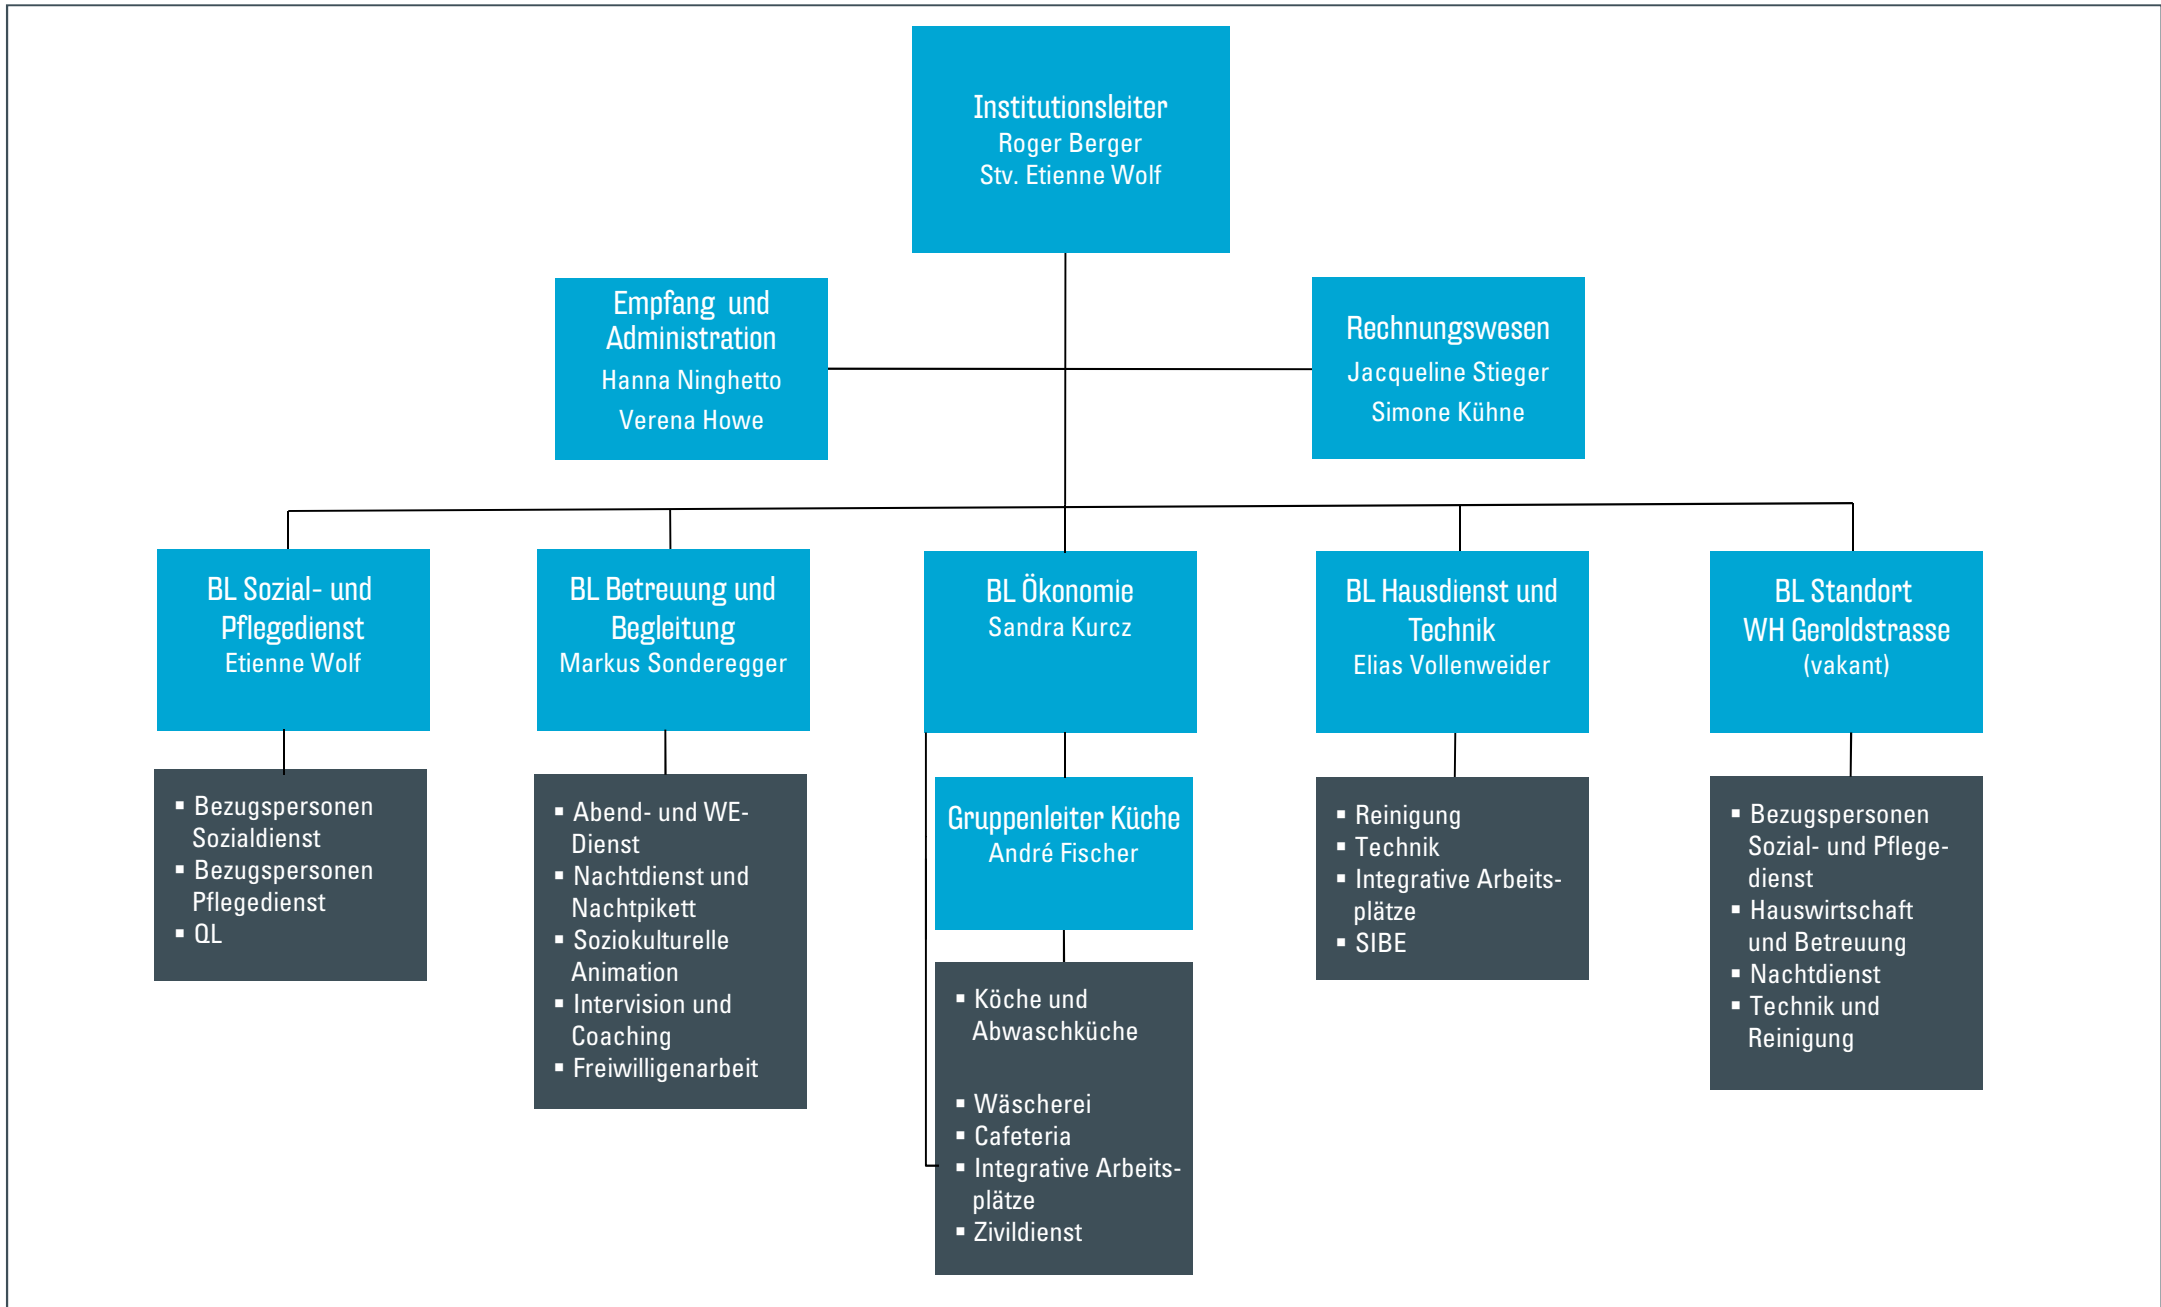 Institutionsleiter
Roger Berger
Stv. Etienne Wolf
Empfang und
Administration
Hanna Ninghetto
Verena Howe
Rechnungswesen
Jacqueline Stieger
Simone Kühne
BL Sozial- und
Pflegedienst
Etienne Wolf
BL Betreuung und
Begleitung
Markus Sonderegger
BL Ökonomie
Sandra Kurcz
BL Hausdienst und
Technik
Elias Vollenweider
BL Standort
WH Geroldstrasse
(vakant)
▪ Bezugspersonen
Sozialdienst
▪ Bezugspersonen
Pflegedienst
▪ QL
▪ Abend- und WE-
Dienst
▪ Nachtdienst und
Nachtpikett
▪ Soziokulturelle
Animation
▪ Intervision und
Coaching
▪ Freiwilligenarbeit
Gruppenleiter Küche
André Fischer
▪ Köche und
Abwaschküche
▪ Wäscherei
▪ Cafeteria
▪ Integrative Arbeits-
plätze
▪ Zivildienst
▪ Reinigung
▪ Technik
▪ Integrative Arbeits-
plätze
▪ SIBE
▪ Bezugspersonen
Sozial- und Pflege-
dienst
▪ Hauswirtschaft
und Betreuung
▪ Nachtdienst
▪ Technik und
Reinigung